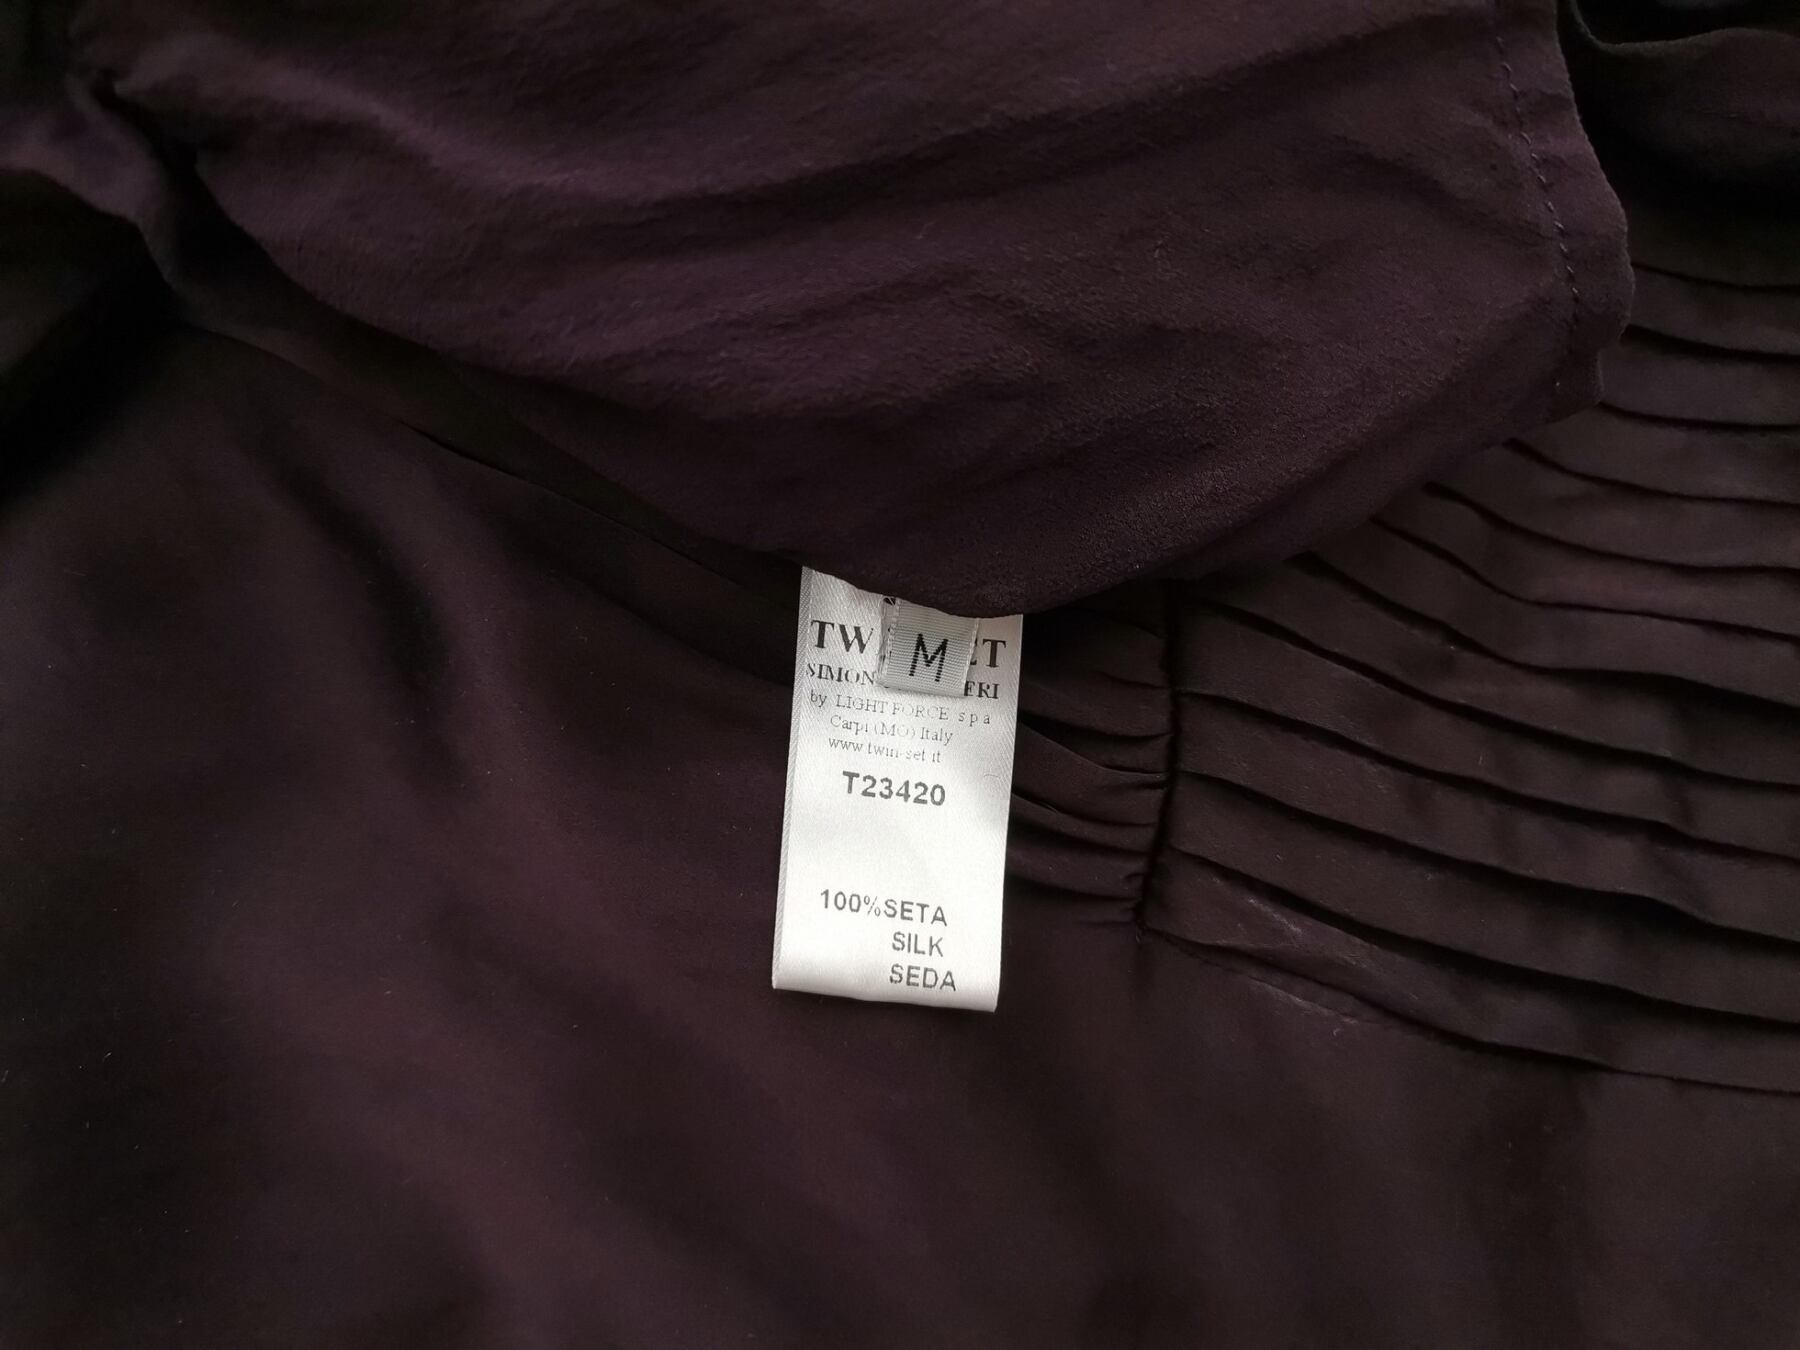 M
by LIGHT FORCE s p a
Carpi (MO) Italy
www.twin-set.it
T23420
100%SETA
SILK
SEDA